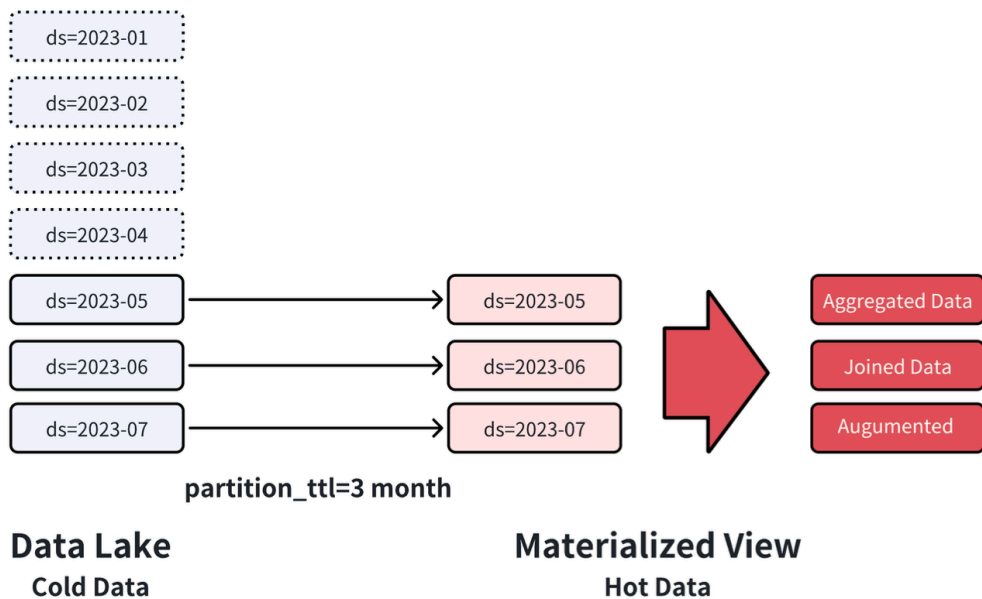 ds=2023-01
ds=2023-02
ds=2023-03
ds=2023-04
ds=2023-05
ds=2023-05
Aggregated Data
ds=2023-06
ds=2023-06
Joined Data
ds=2023-07
ds=2023-07
Augumented
partition_ttl=3 month
Data Lake
Materialized View
Cold Data
Hot Data